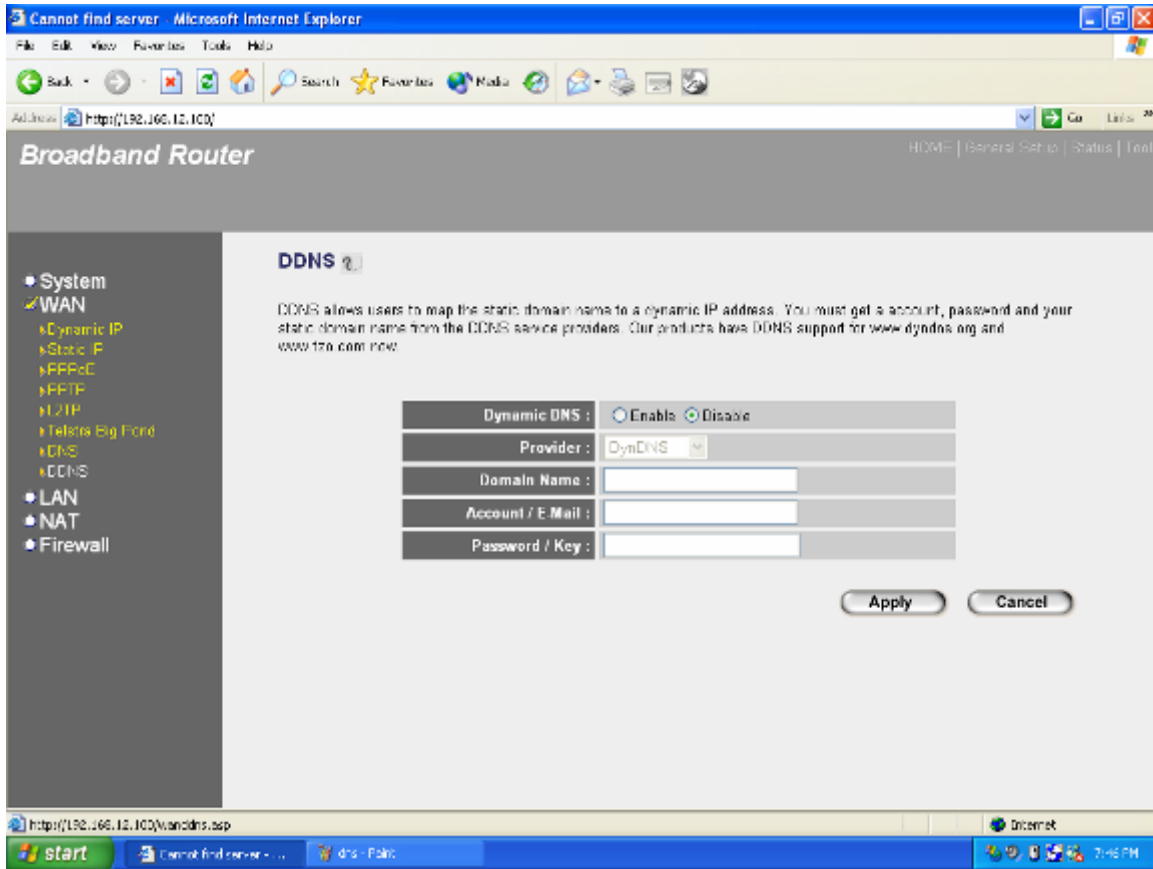 Cannot find server - Microsoft Internet Explorer
File Edit View Favorites Tools Help
Back Search Favorites Media
Address http://192.168.12.100/ Go Links »
Broadband Router
HOME | General Setup | Status | Tool
System
WAN
Dynamic IP
Static IP
PPPoE
PPTP
L2TP
Telstra Big Pond
DNS
DDNS
LAN
NAT
Firewall
DDNS
DDNS allows users to map the static domain name to a dynamic IP address. You must get a account, password and your
static domain name from the DDNS service providers. Our products have DDNS support for www.dyndns.org and
www.tzo.com now.
Dynamic DNS : Enable Disable
Provider : DynDNS
Domain Name :
Account / E-Mail :
Password / Key :
Apply Cancel
http://192.168.12.100/wanddns.asp Internet
start Cannot find server - ... dns - Paint 7:46 PM